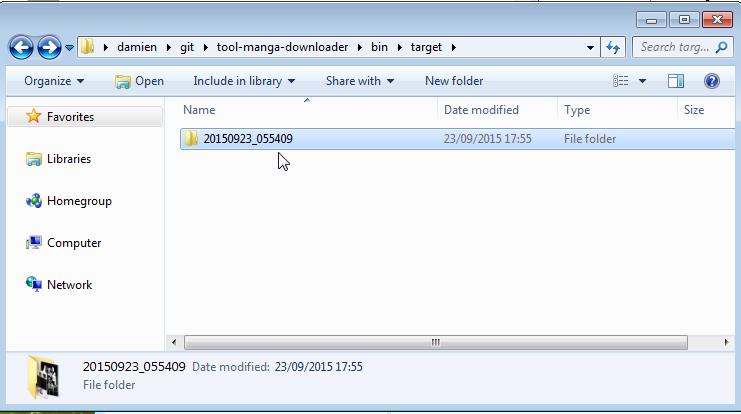 damien git tool-manga-downloader bin target Search targ...
Organize Open Include in library Share with New folder
Name Date modified Type Size
Favorites
20150923_055409 23/09/2015 17:55 File folder
Libraries
Homegroup
Computer
Network
20150923_055409 Date modified: 23/09/2015 17:55
File folder